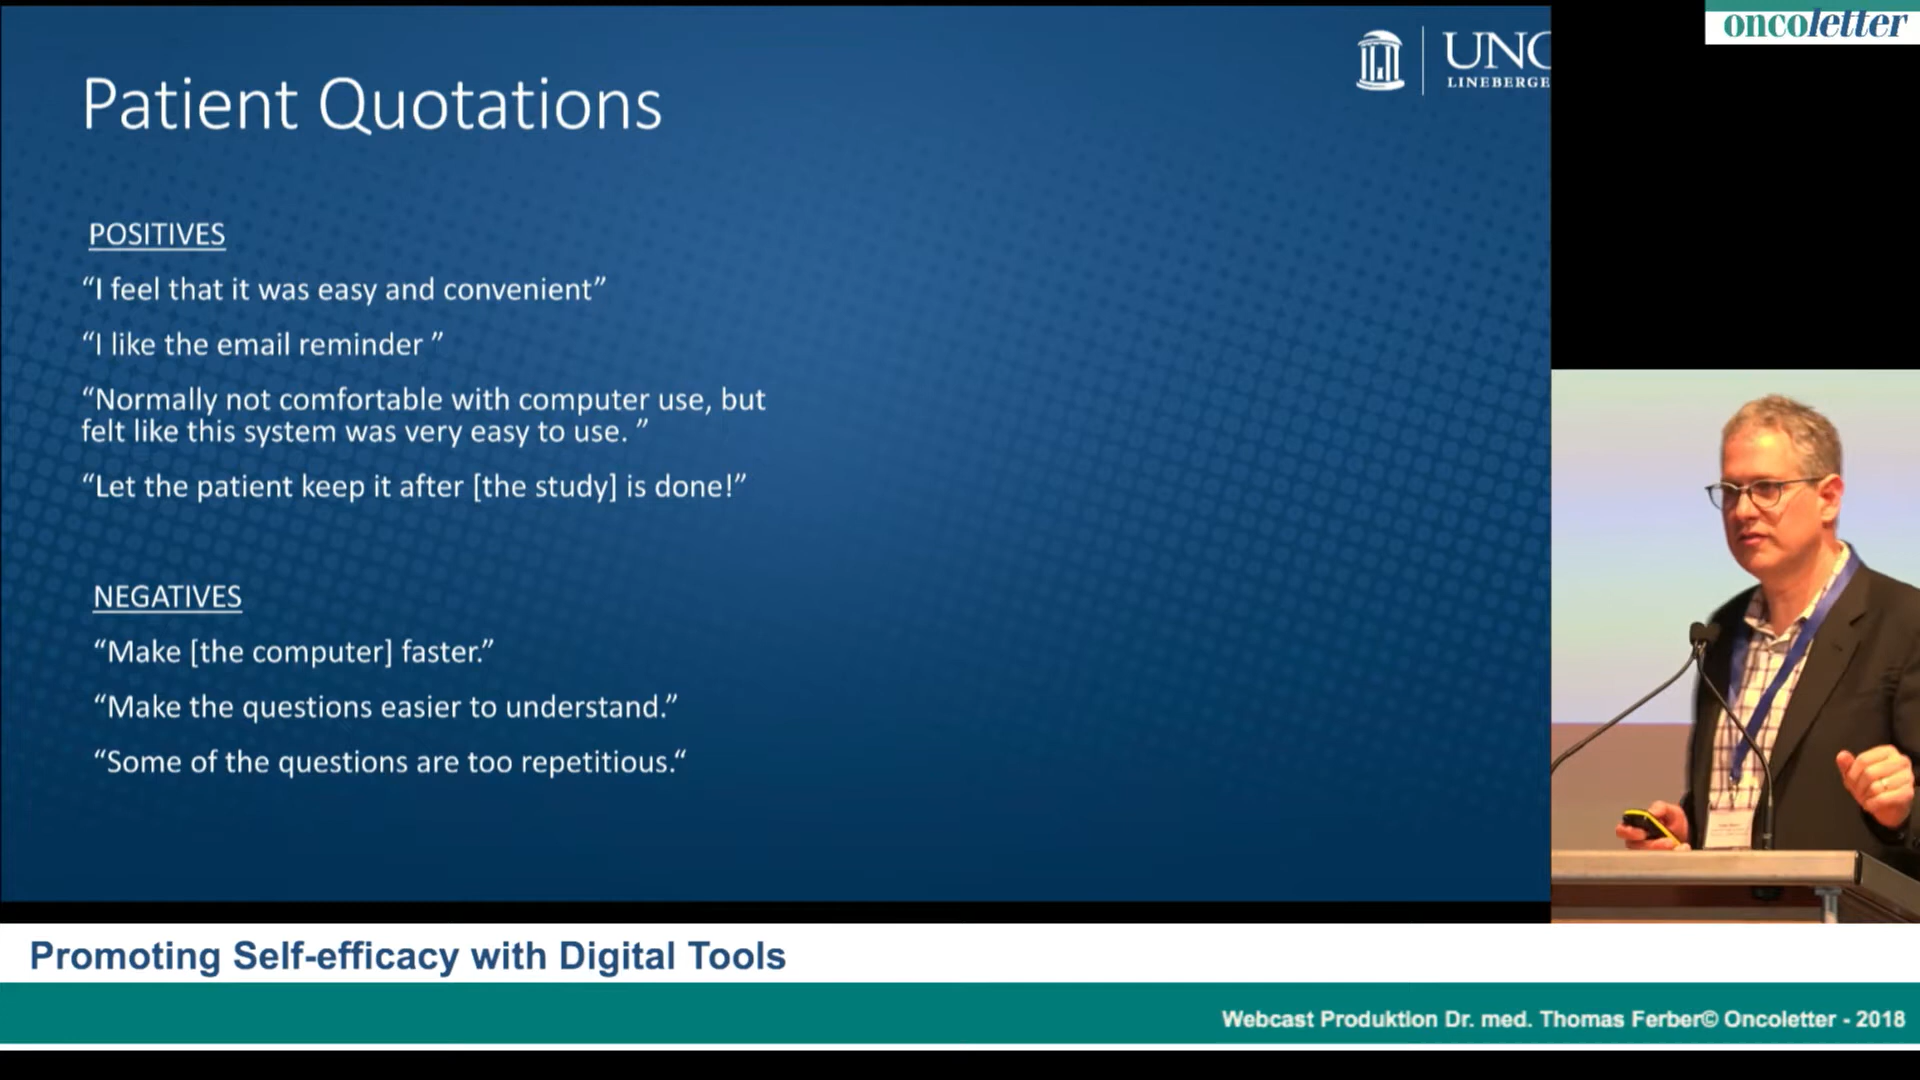 oncoletter
UNC
LINEBERGE
Patient Quotations
POSITIVES
“I feel that it was easy and convenient”
“I like the email reminder ”
“Normally not comfortable with computer use, but
felt like this system was very easy to use. ”
“Let the patient keep it after [the study] is done!”
NEGATIVES
“Make [the computer] faster.”
“Make the questions easier to understand.”
“Some of the questions are too repetitious.“
Promoting Self-efficacy with Digital Tools
Webcast Produktion Dr. med. Thomas Ferber© Oncoletter - 2018